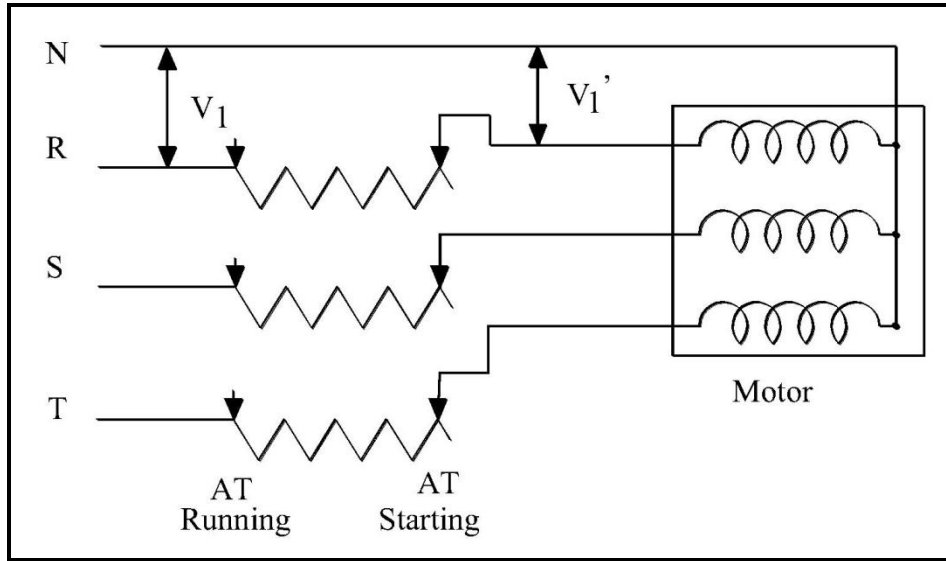 N
V1
V1’
R
S
T
Motor
AT
Running
AT
Starting